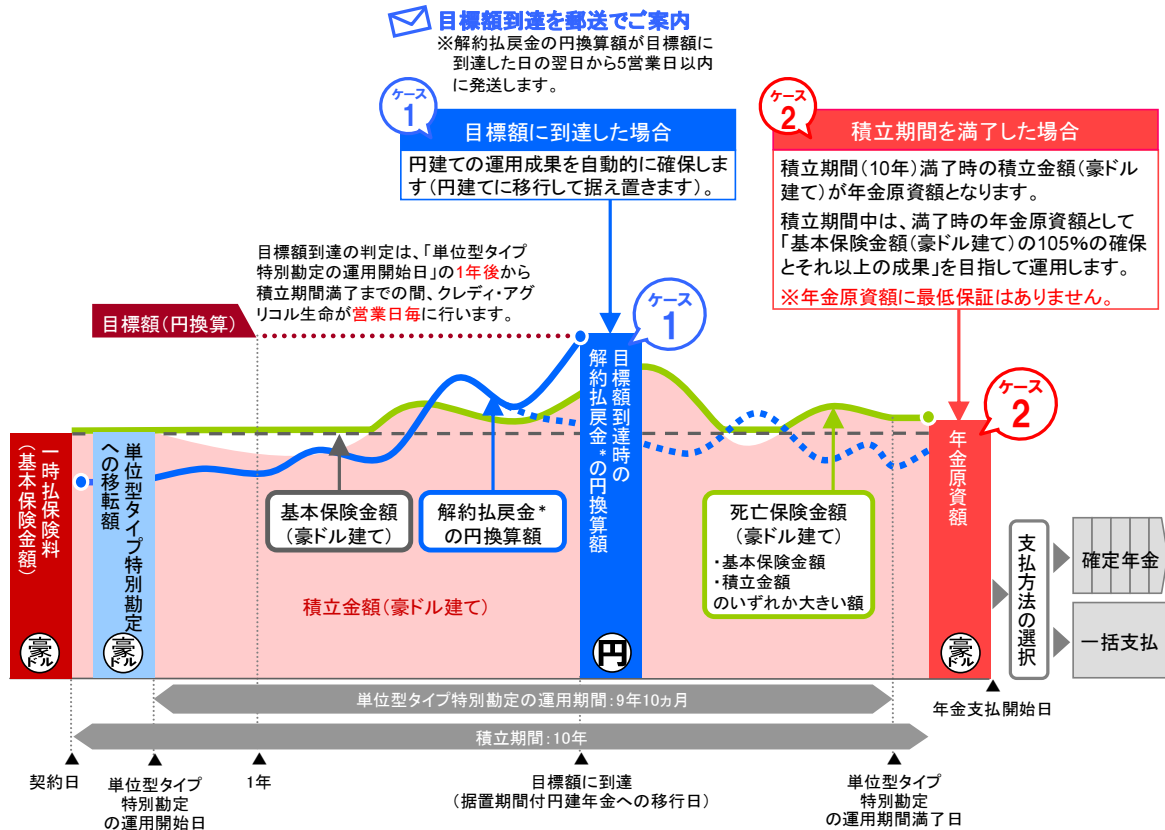 目標額到達を郵送でご案内
※解約払戻金の円換算額が目標額に
到達した日の翌日から5営業日以内
に発送します。
ケース
1
目標額に到達した場合
円建ての運用成果を自動的に確保しま
す(円建てに移行して据え置きます)。
ケース
2
積立期間を満了した場合
積立期間(10年)満了時の積立金額(豪ドル
建て)が年金原資額となります。
積立期間中は、満了時の年金原資額として
「基本保険金額(豪ドル建て)の105%の確保
とそれ以上の成果」を目指して運用します。
※年金原資額に最低保証はありません。
目標額到達の判定は、「単位型タイプ
特別勘定の運用開始日」の1年後から
積立期間満了までの間、クレディ・アグ
リコル生命が営業日毎に行います。
目標額(円換算)
ケース
1
ケース
2
一時払保険料
(基本保険金額)
豪ドル
単位型タイプ特別勘定
への移転額
豪ドル
基本保険金額
(豪ドル建て)
解約払戻金*
の円換算額
目標額到達時の
解約払戻金*の円換算額
円
死亡保険金額
(豪ドル建て)
・基本保険金額
・積立金額
のいずれか大きい額
積立金額(豪ドル建て)
年金原資額
豪ドル
支払方法の選択
確定年金
一括支払
年金支払開始日
単位型タイプ特別勘定の運用期間:9年10ヵ月
積立期間:10年
契約日
単位型タイプ
特別勘定
の運用開始日
1年
目標額に到達
(据置期間付円建年金への移行日)
単位型タイプ
特別勘定
の運用期間満了日